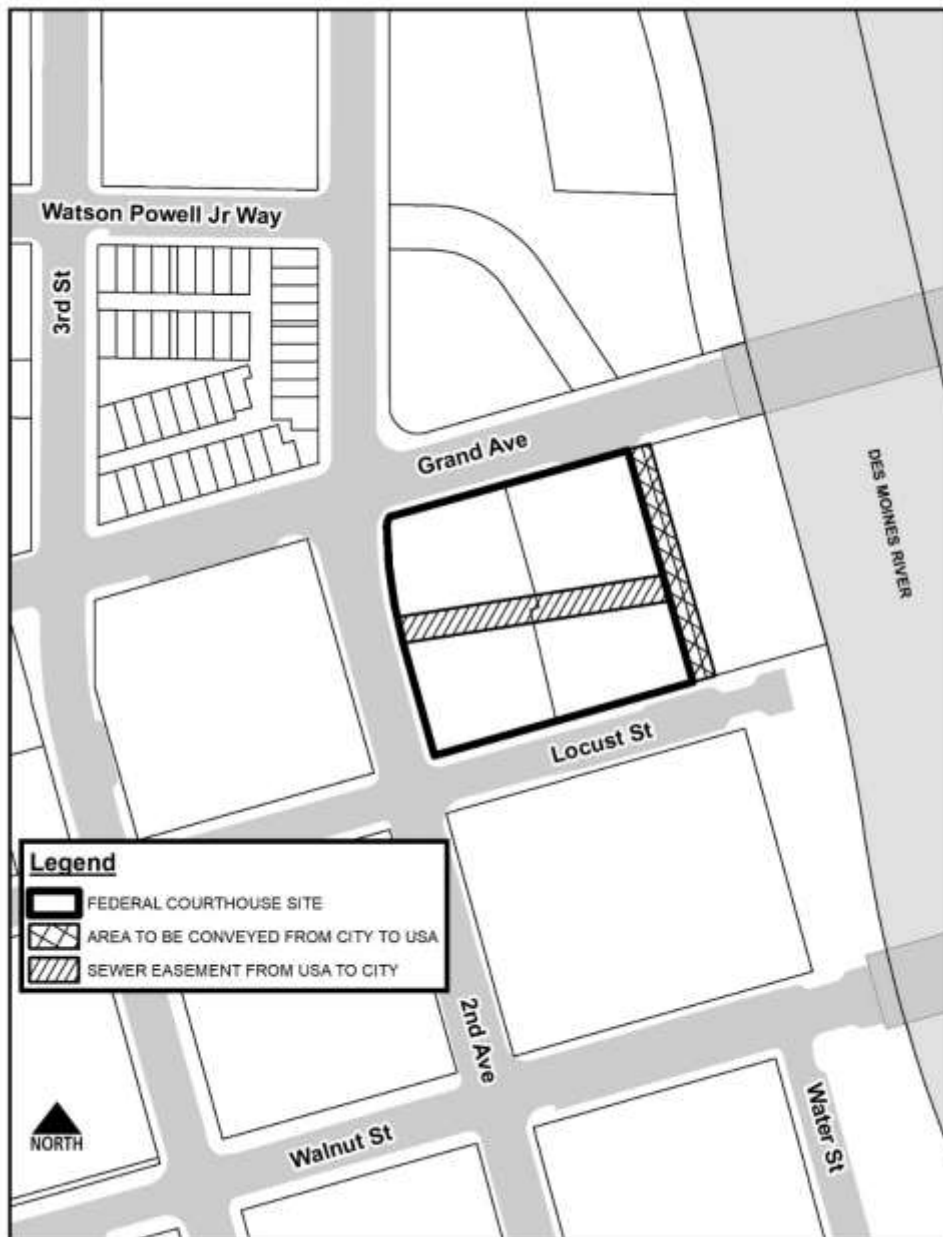 Watson Powell Jr Way
3rd St
Grand Ave
DES MOINES RIVER
Locust St
Legend
FEDERAL COURTHOUSE SITE
AREA TO BE CONVEYED FROM CITY TO USA
SEWER EASEMENT FROM USA TO CITY
2nd Ave
NORTH
Walnut St
Water St